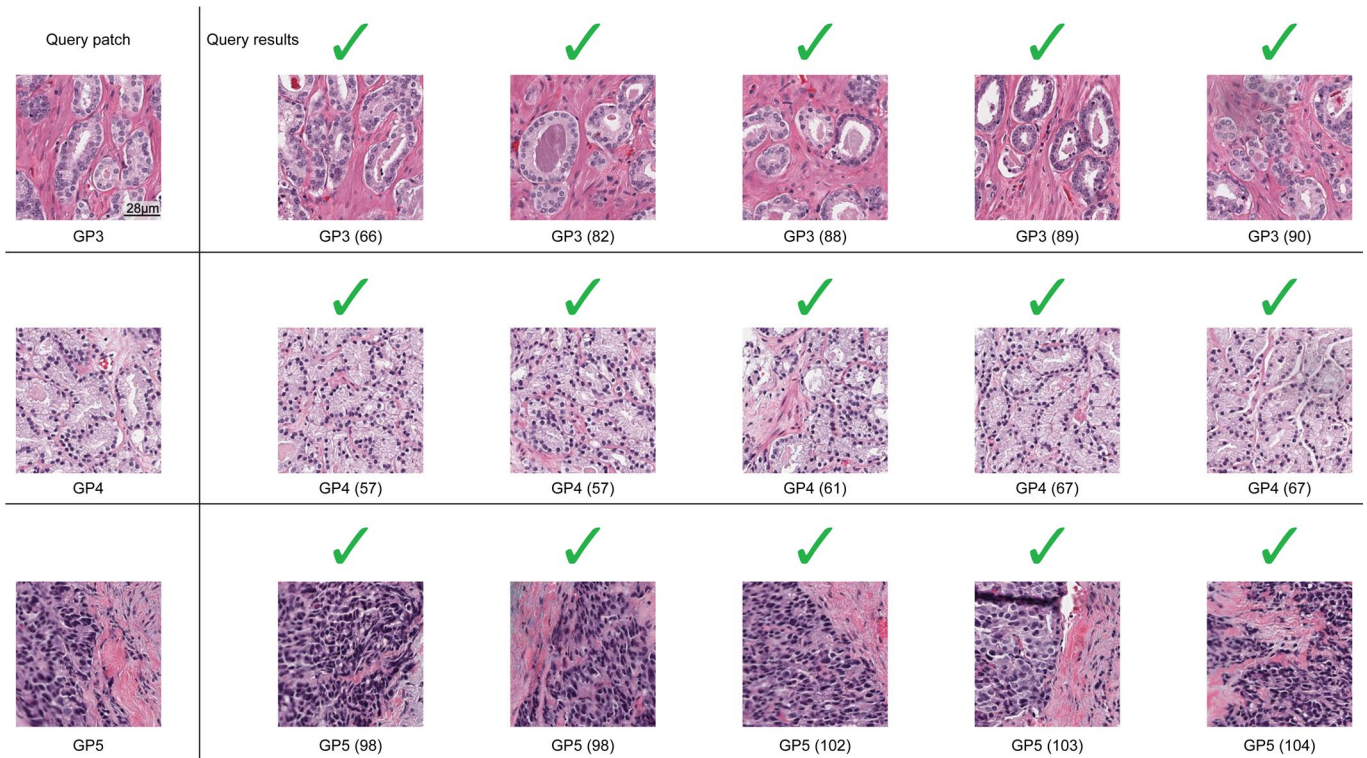 Query patch
Query results
28μm
GP3
GP3 (66)
GP3 (82)
GP3 (88)
GP3 (89)
GP3 (90)
GP4
GP4 (57)
GP4 (57)
GP4 (61)
GP4 (67)
GP4 (67)
GP5
GP5 (98)
GP5 (98)
GP5 (102)
GP5 (103)
GP5 (104)